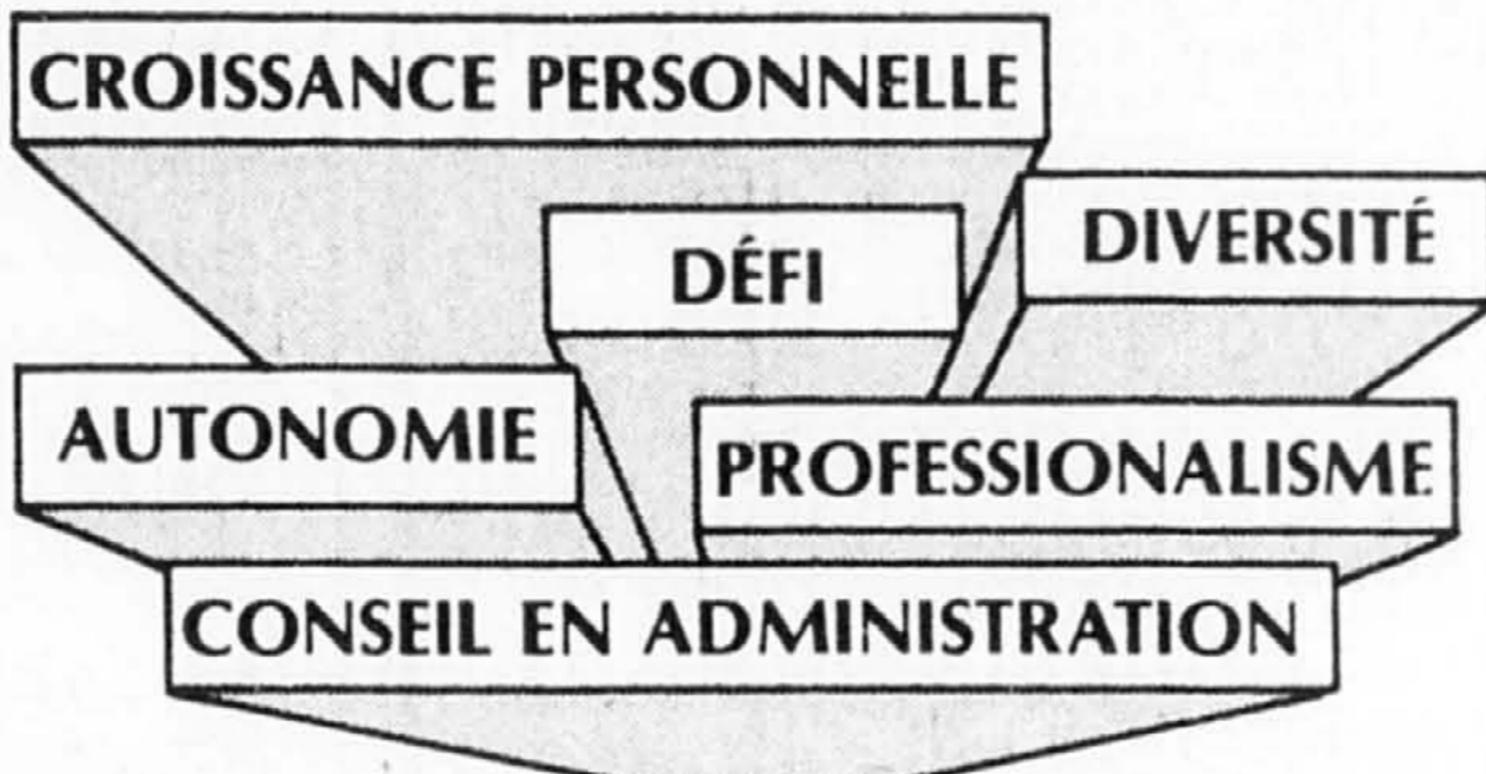 CROISSANCE PERSONNELLE
DIVERSITÉ
DÉFI
AUTONOMIE
PROFESSIONALISME
CONSEIL EN ADMINISTRATION